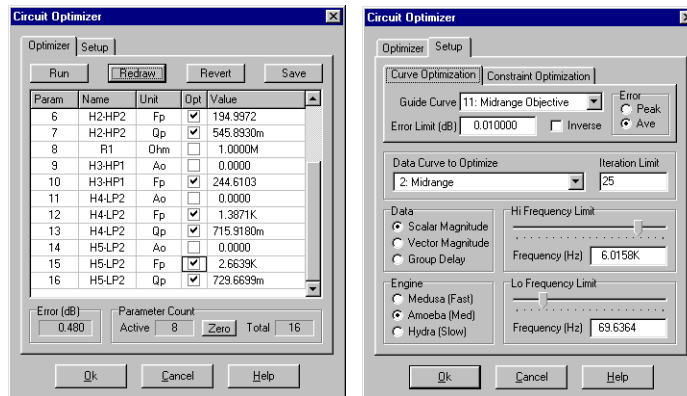 Circuit Optimizer
Optimizer Setup
Run Redraw Revert Save
Param Name Unit Opt Value
6 H2-HP2 Fp 194.9972
7 H2-HP2 Qp 545.8930m
8 R1 Ohm 1.0000M
9 H3-HP1 Ao 0.0000
10 H3-HP1 Fp 244.6103
11 H4-LP2 Ao 0.0000
12 H4-LP2 Fp 1.3871K
13 H4-LP2 Qp 715.9180m
14 H5-LP2 Ao 0.0000
15 H5-LP2 Fp 2.6639K
16 H5-LP2 Qp 729.6699m
Error (dB)
0.480
Parameter Count
Active 8 Zero Total 16
Ok Cancel Help
Circuit Optimizer
Optimizer Setup
Curve Optimization Constraint Optimization
Guide Curve 11: Midrange Objective
Error Limit (dB) 0.010000 Inverse
Error
Peak
Ave
Data Curve to Optimize
2: Midrange
Iteration Limit
25
Data
Scalar Magnitude
Vector Magnitude
Group Delay
Hi Frequency Limit
Frequency (Hz) 6.0158K
Engine
Medusa (Fast)
Amoeba (Med)
Hydra (Slow)
Lo Frequency Limit
Frequency (Hz) 69.6364
Ok Cancel Help